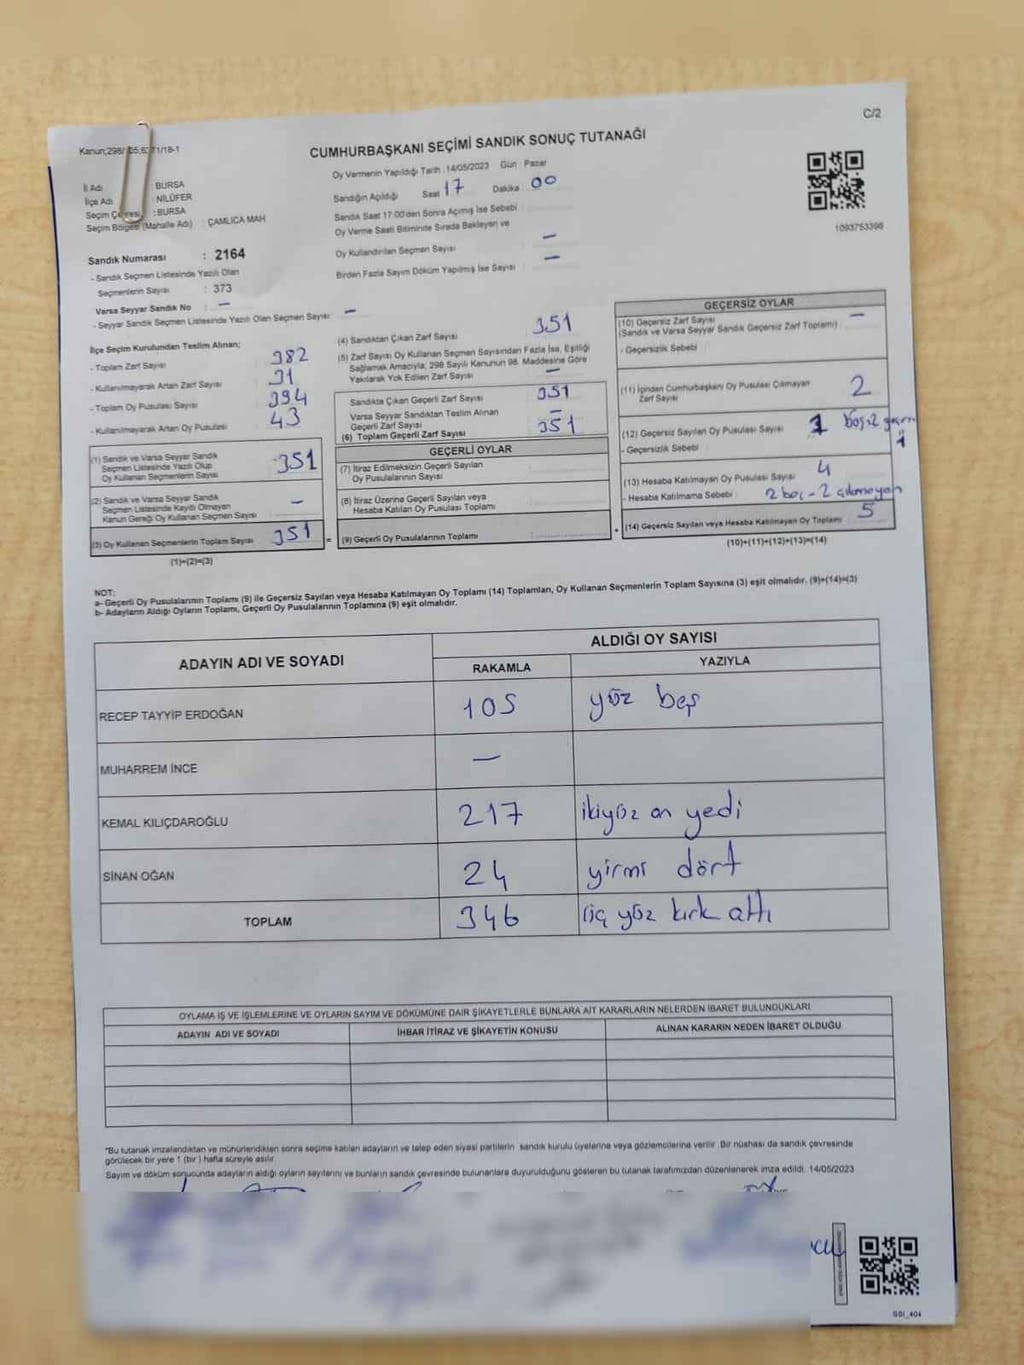 C/2
CUMHURBAŞKANI SEÇİMİ SANDIK SONUÇ TUTANAĞI
İl Adı : BURSA
İlçe Adı : NİLÜFER
Seçim : BURSA
Seçim Bölgesi (Mahalle Adı) : ÇAMLICA MAH
Sandık Numarası : 2164
- Sandık Seçmen Listesinde Yazılı Olan
Seçmenlerin Sayısı : 373
Varsa Seyyar Sandık No : –
- Seyyar Sandık Seçmen Listesinde Yazılı Olan Seçmen Sayısı : –
Oy Vermenin Yapıldığı Tarih : 14/05/2023 Gün : Pazar
Sandığın Açıldığı Saat 17 Dakika 00
Sandık Saat 17.00'den Sonra Açmış İse Sebebi
Oy Verme Saati Bitiminde Sırada Bekleyen ve
Oy Kullandırılan Seçmen Sayısı –
Birden Fazla Sayım Döküm Yapılmış İse Sayısı –
1093753398
İlçe Seçim Kurulundan Teslim Alınan;
- Toplam Zarf Sayısı 382
- Kullanılmayarak Artan Zarf Sayısı 31
- Toplam Oy Pusulası Sayısı 394
- Kullanılmayarak Artan Oy Pusulası 43
(1) Sandık ve Varsa Seyyar Sandık
Seçmen Listesinde Yazılı Olup
Oy Kullanan Seçmenlerin Sayısı 351
(2) Sandık ve Varsa Seyyar Sandık
Seçmen Listesinde Kayıtlı Olmayan
Kanun Gereği Oy Kullanan Seçmen Sayısı –
(3) Oy Kullanan Seçmenlerin Toplam Sayısı 351
(1)+(2)=(3)
(4) Sandıktan Çıkan Zarf Sayısı 351
(5) Zarf Sayısı Oy Kullanan Seçmen Sayısından Fazla İse, Eşitliği
Sağlamak Amacıyla; 298 Sayılı Kanunun 98. Maddesine Göre
Yakılarak Yok Edilen Zarf Sayısı –
Sandıkta Çıkan Geçerli Zarf Sayısı 351
Varsa Seyyar Sandıktan Teslim Alınan
Geçerli Zarf Sayısı –
(6) Toplam Geçerli Zarf Sayısı 351
GEÇERLİ OYLAR
(7) İtiraz Edilmeksizin Geçerli Sayılan
Oy Pusulalarının Sayısı
(8) İtiraz Üzerine Geçerli Sayılan veya
Hesaba Katılan Oy Pusulası Toplamı
(9) Geçerli Oy Pusulalarının Toplamı
=
+
GEÇERSİZ OYLAR
(10) Geçersiz Zarf Sayısı –
(Sandık ve Varsa Seyyar Sandık Geçersiz Zarf Toplamı)
- Geçersizlik Sebebi
(11) İçinden Cumhurbaşkanı Oy Pusulası Çıkmayan
Zarf Sayısı 2
(12) Geçersiz Sayılan Oy Pusulası Sayısı 1
- Geçersizlik Sebebi
(13) Hesaba Katılmayan Oy Pusulası Sayısı 4
- Hesaba Katılmama Sebebi 2 boş - 2
(14) Geçersiz Sayılan veya Hesaba Katılmayan Oy Toplamı 5
(10)+(11)+(12)+(13)=(14)
NOT:
a- Geçerli Oy Pusulalarının Toplamı (9) ile Geçersiz Sayılan veya Hesaba Katılmayan Oy Toplamı (14) Toplamları, Oy Kullanan Seçmenlerin Toplam Sayısına (3) eşit olmalıdır. (9)+(14)=(3)
b- Adayların Aldığı Oyların Toplamı, Geçerli Oy Pusulalarının Toplamına (9) eşit olmalıdır.
ADAYIN ADI VE SOYADI
ALDIĞI OY SAYISI
RAKAMLA YAZIYLA
RECEP TAYYİP ERDOĞAN 105 yüz beş
MUHARREM İNCE –
KEMAL KILIÇDAROĞLU 217 ikiyüz on yedi
SİNAN OĞAN 24 yirmi dört
TOPLAM 346 üç yüz kırk altı
OYLAMA İŞ VE İŞLEMLERİNE VE OYLARIN SAYIM VE DÖKÜMÜNE DAİR ŞİKAYETLERLE BUNLARA AİT KARARLARIN NELERDEN İBARET BULUNDUKLARI
ADAYIN ADI VE SOYADI İHBAR İTİRAZ VE ŞİKAYETİN KONUSU ALINAN KARARIN NEDEN İBARET OLDUĞU
*Bu tutanak imzalandıktan ve mühürlendikten sonra seçime katılan adayların ve talep eden siyasi partilerin sandık kurulu üyelerine veya gözlemcilerine verilir. Bir nüshası da sandık çevresinde
görülecek bir yere 1 (bir) hafta süreyle asılır.
Sayım ve döküm sonucunda adayların aldığı oyların sayılarını ve bunların sandık çevresinde bulunanlara duyurulduğunu gösteren bu tutanak tarafımızdan düzenlenerek imza edildi. 14/05/2023
GSI_404